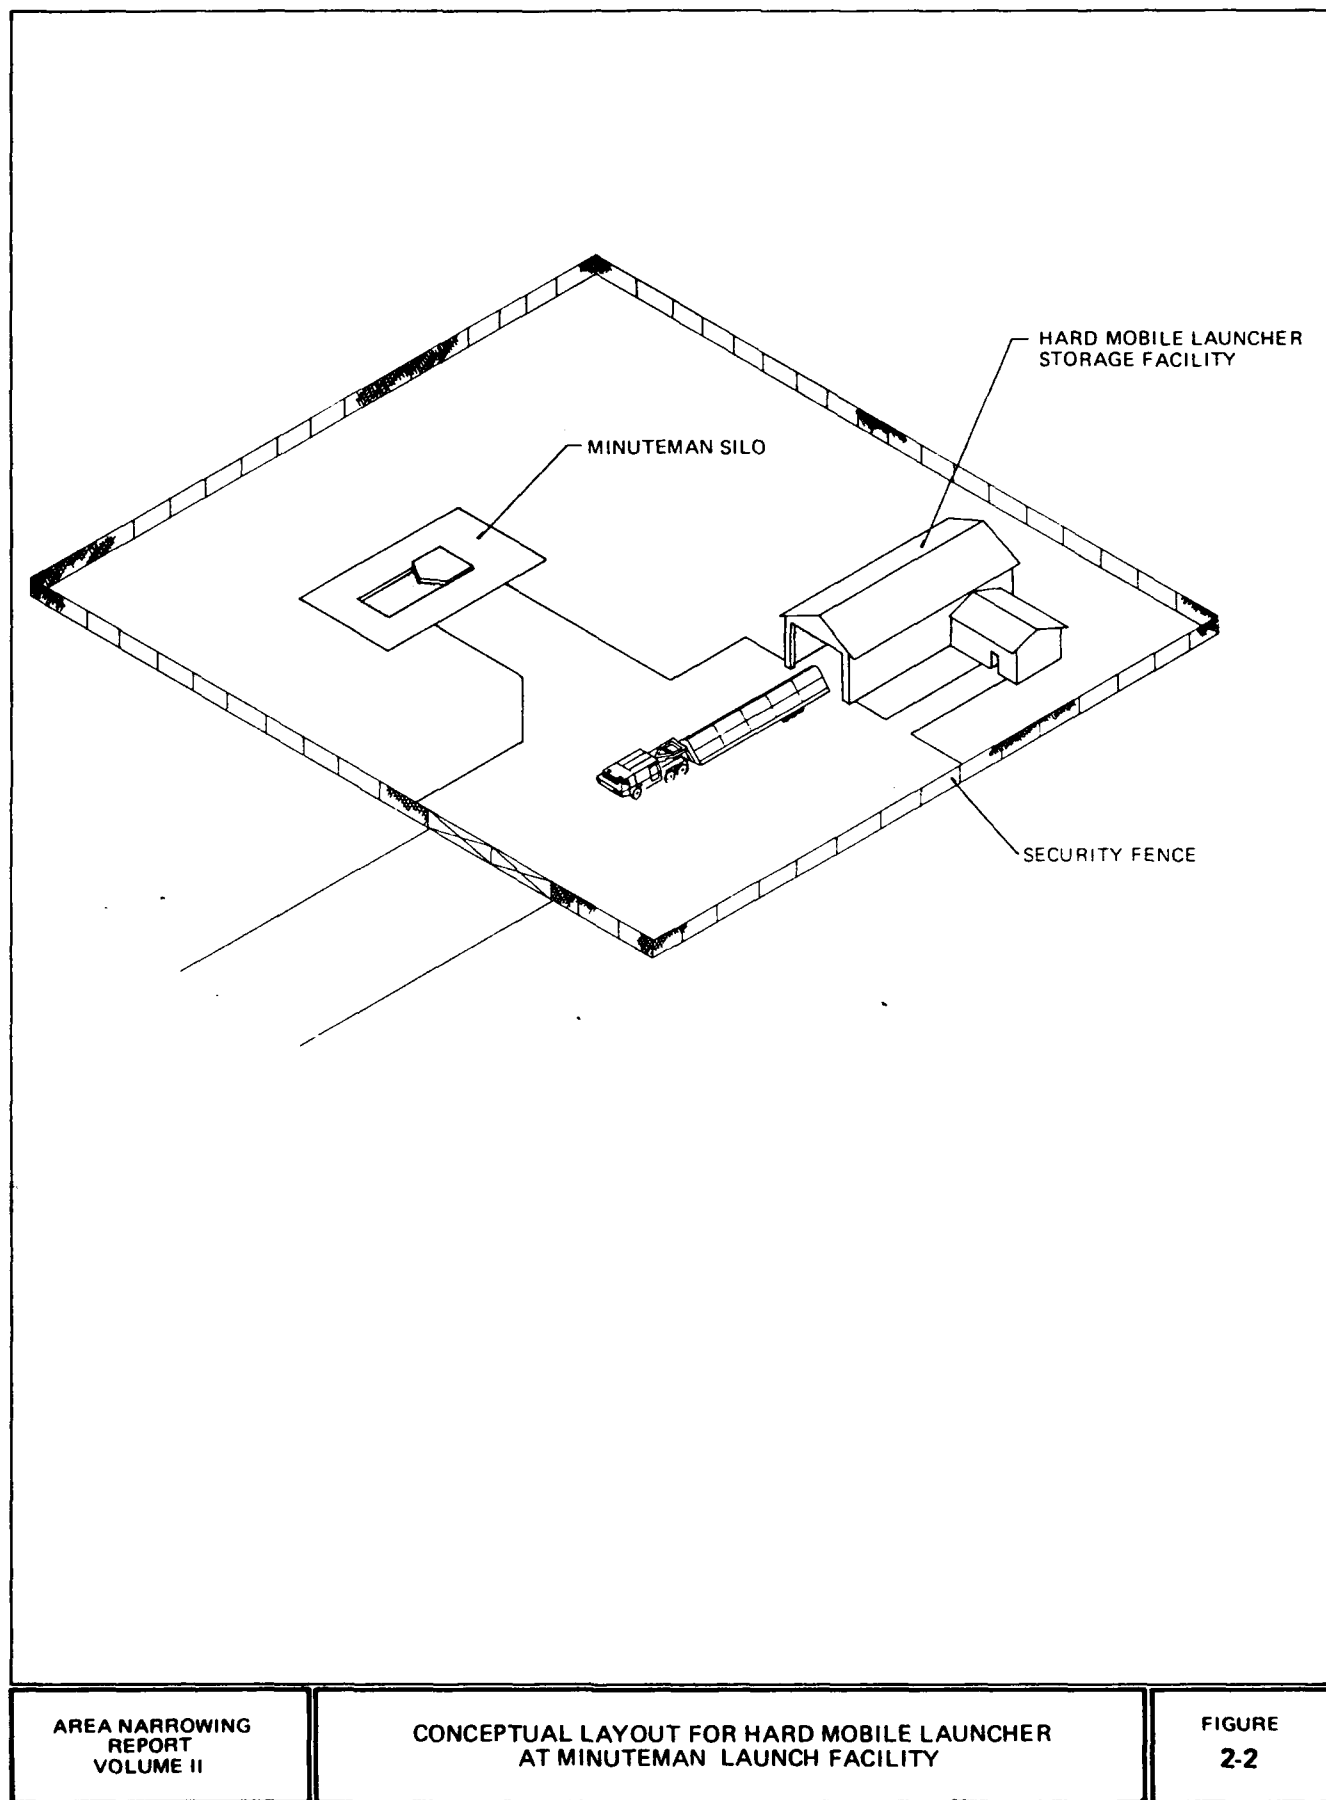 HARD MOBILE LAUNCHER
STORAGE FACILITY
MINUTEMAN SILO
SECURITY FENCE
AREA NARROWING
REPORT
VOLUME II
CONCEPTUAL LAYOUT FOR HARD MOBILE LAUNCHER
AT MINUTEMAN LAUNCH FACILITY
FIGURE
2-2